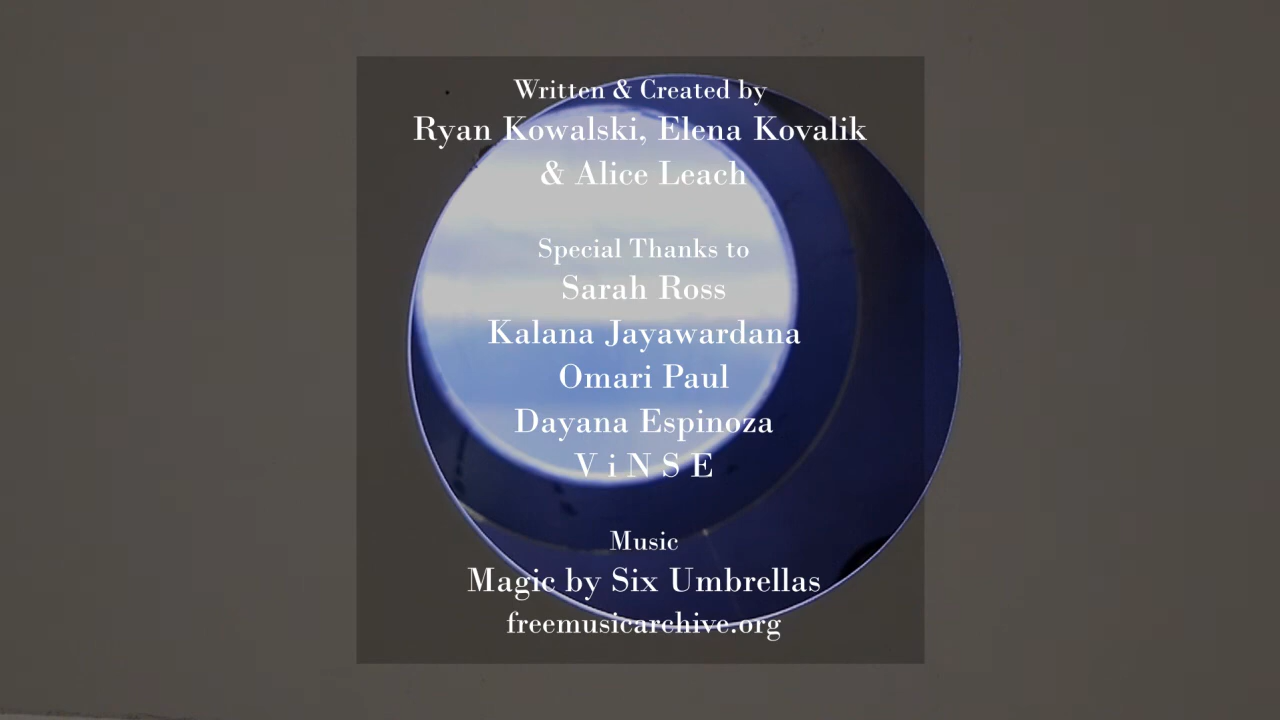 Written & Created by
Ryan Kowalski, Elena Kovalik
& Alice Leach
Special Thanks to
Sarah Ross
Kalana Jayawardana
Omari Paul
Dayana Espinoza
V i N S E
Music
Magic by Six Umbrellas
freemusicarchive.org